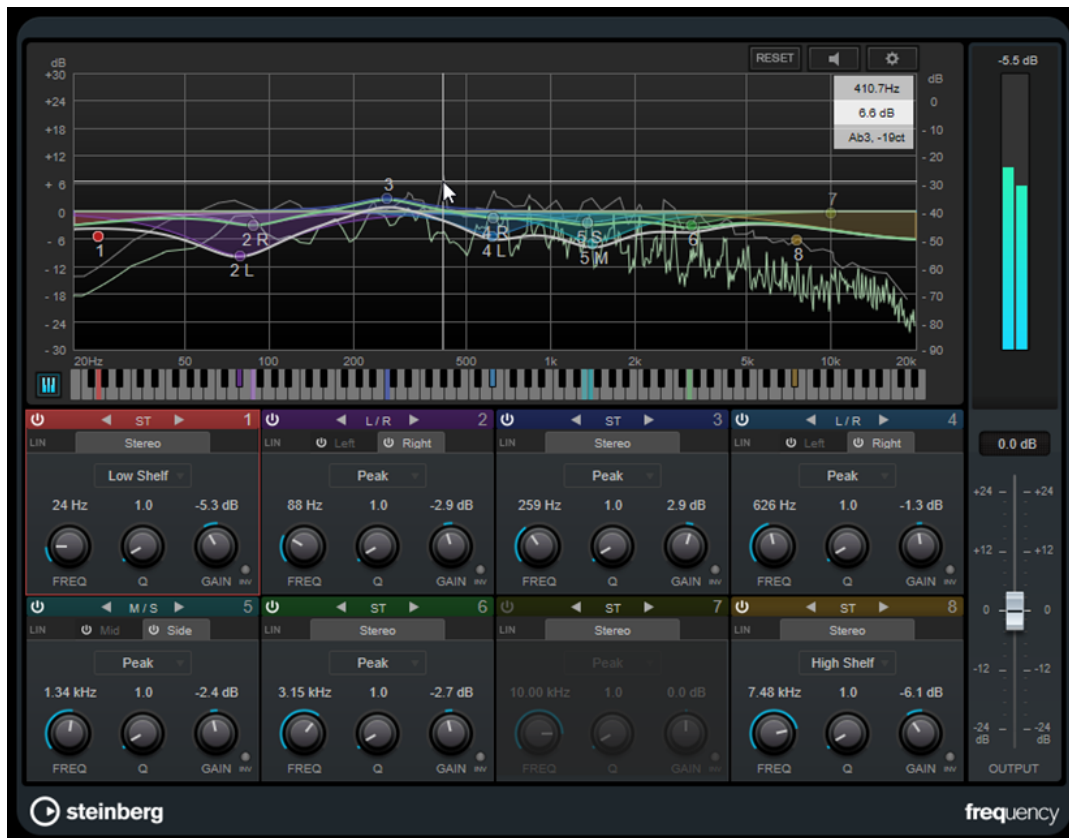 RESET
-5.5 dB
dB
+30
+24
+18
+12
+ 6
0
- 6
- 12
- 18
- 24
- 30
dB
0
- 10
- 20
- 30
- 40
- 50
- 60
- 70
- 80
- 90
410.7Hz
6.6 dB
Ab3, -19ct
1
2 R
2 L
3
4 R
4 L
5 S
5 M
6
7
8
20Hz 50 100 200 500 1k 2k 5k 10k 20k
ST 1
LIN Stereo
Low Shelf
24 Hz 1.0 -5.3 dB
FREQ Q GAIN INV
L / R 2
LIN Left Right
Peak
88 Hz 1.0 -2.9 dB
FREQ Q GAIN INV
ST 3
LIN Stereo
Peak
259 Hz 1.0 2.9 dB
FREQ Q GAIN INV
L / R 4
LIN Left Right
Peak
626 Hz 1.0 -1.3 dB
FREQ Q GAIN INV
M / S 5
LIN Mid Side
Peak
1.34 kHz 1.0 -2.4 dB
FREQ Q GAIN INV
ST 6
LIN Stereo
Peak
3.15 kHz 1.0 -2.7 dB
FREQ Q GAIN INV
ST 7
LIN Stereo
Peak
10.00 kHz 1.0 0.0 dB
FREQ Q GAIN INV
ST 8
LIN Stereo
High Shelf
7.48 kHz 1.0 -6.1 dB
FREQ Q GAIN INV
0.0 dB
+24 +24
+12 +12
0 0
-12 -12
-24 -24
dB dB
OUTPUT
steinberg
frequency